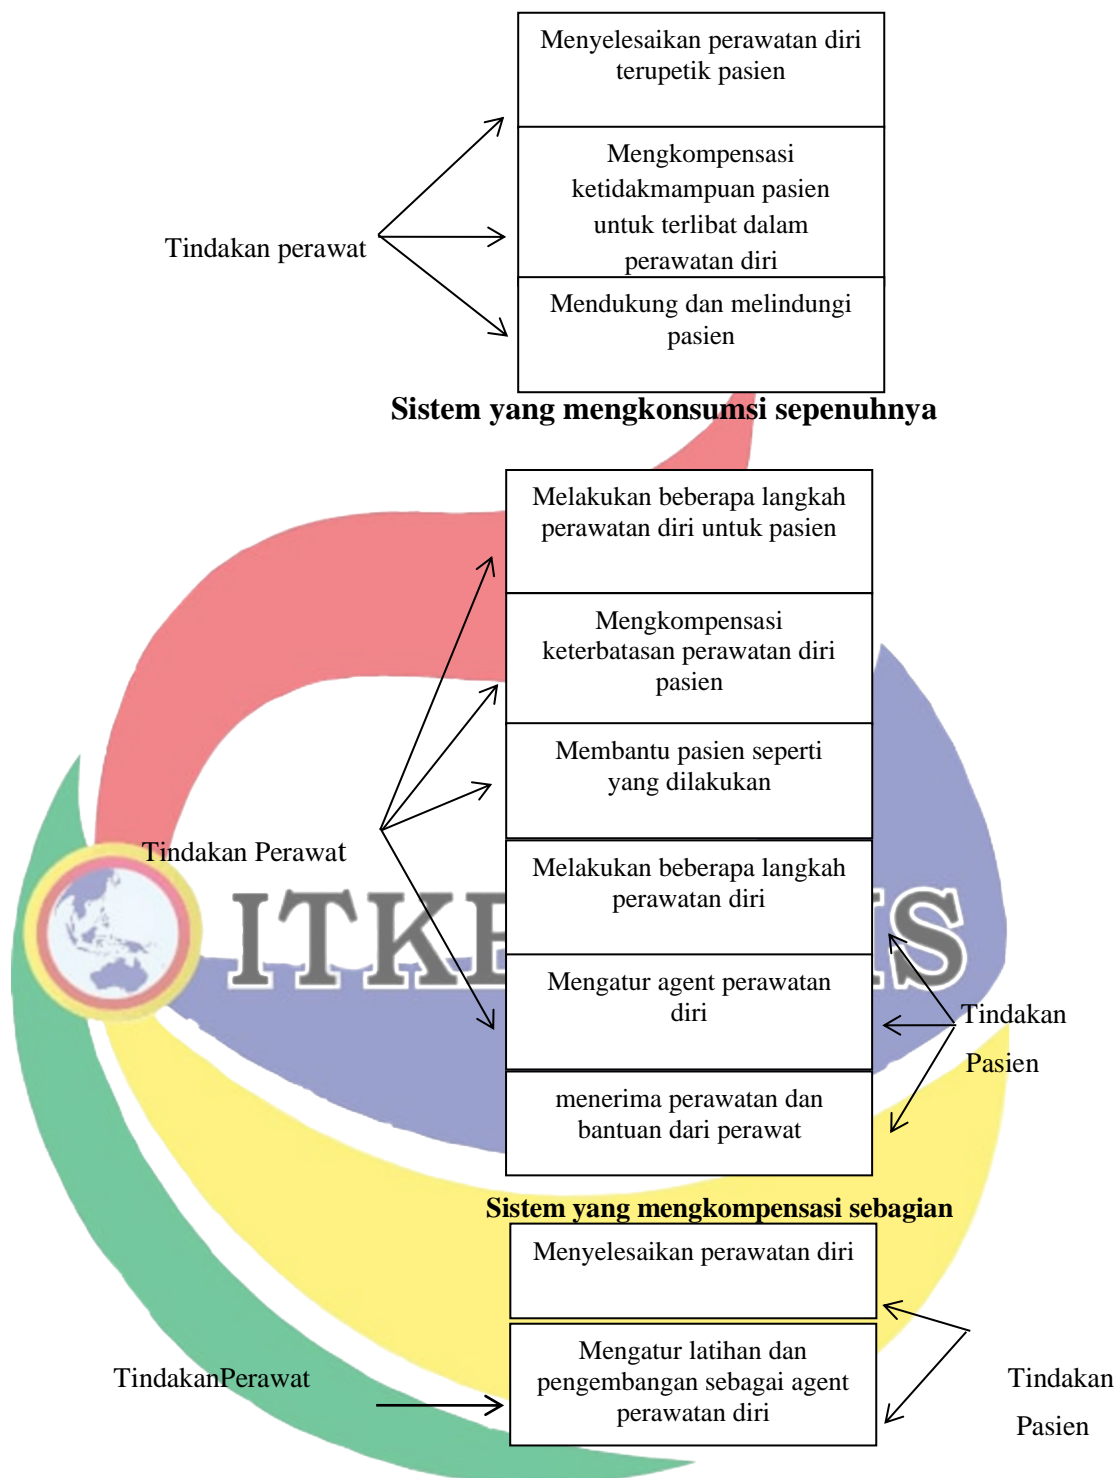 Menyelesaikan perawatan diri
terupetik pasien
Mengkompensasi
ketidakmampuan pasien
untuk terlibat dalam
perawatan diri
Tindakan perawat
Mendukung dan melindungi
pasien
Sistem yang mengkonsumsi sepenuhnya
Melakukan beberapa langkah
perawatan diri untuk pasien
Mengkompensasi
keterbatasan perawatan diri
pasien
Membantu pasien seperti
yang dilakukan
Tindakan Perawat
Melakukan beberapa langkah
perawatan diri
Mengatur agent perawatan
diri
Tindakan
Pasien
menerima perawatan dan
bantuan dari perawat
Sistem yang mengkompensasi sebagian
Menyelesaikan perawatan diri
TindakanPerawat
Mengatur latihan dan
pengembangan sebagai agent
perawatan diri
Tindakan
Pasien